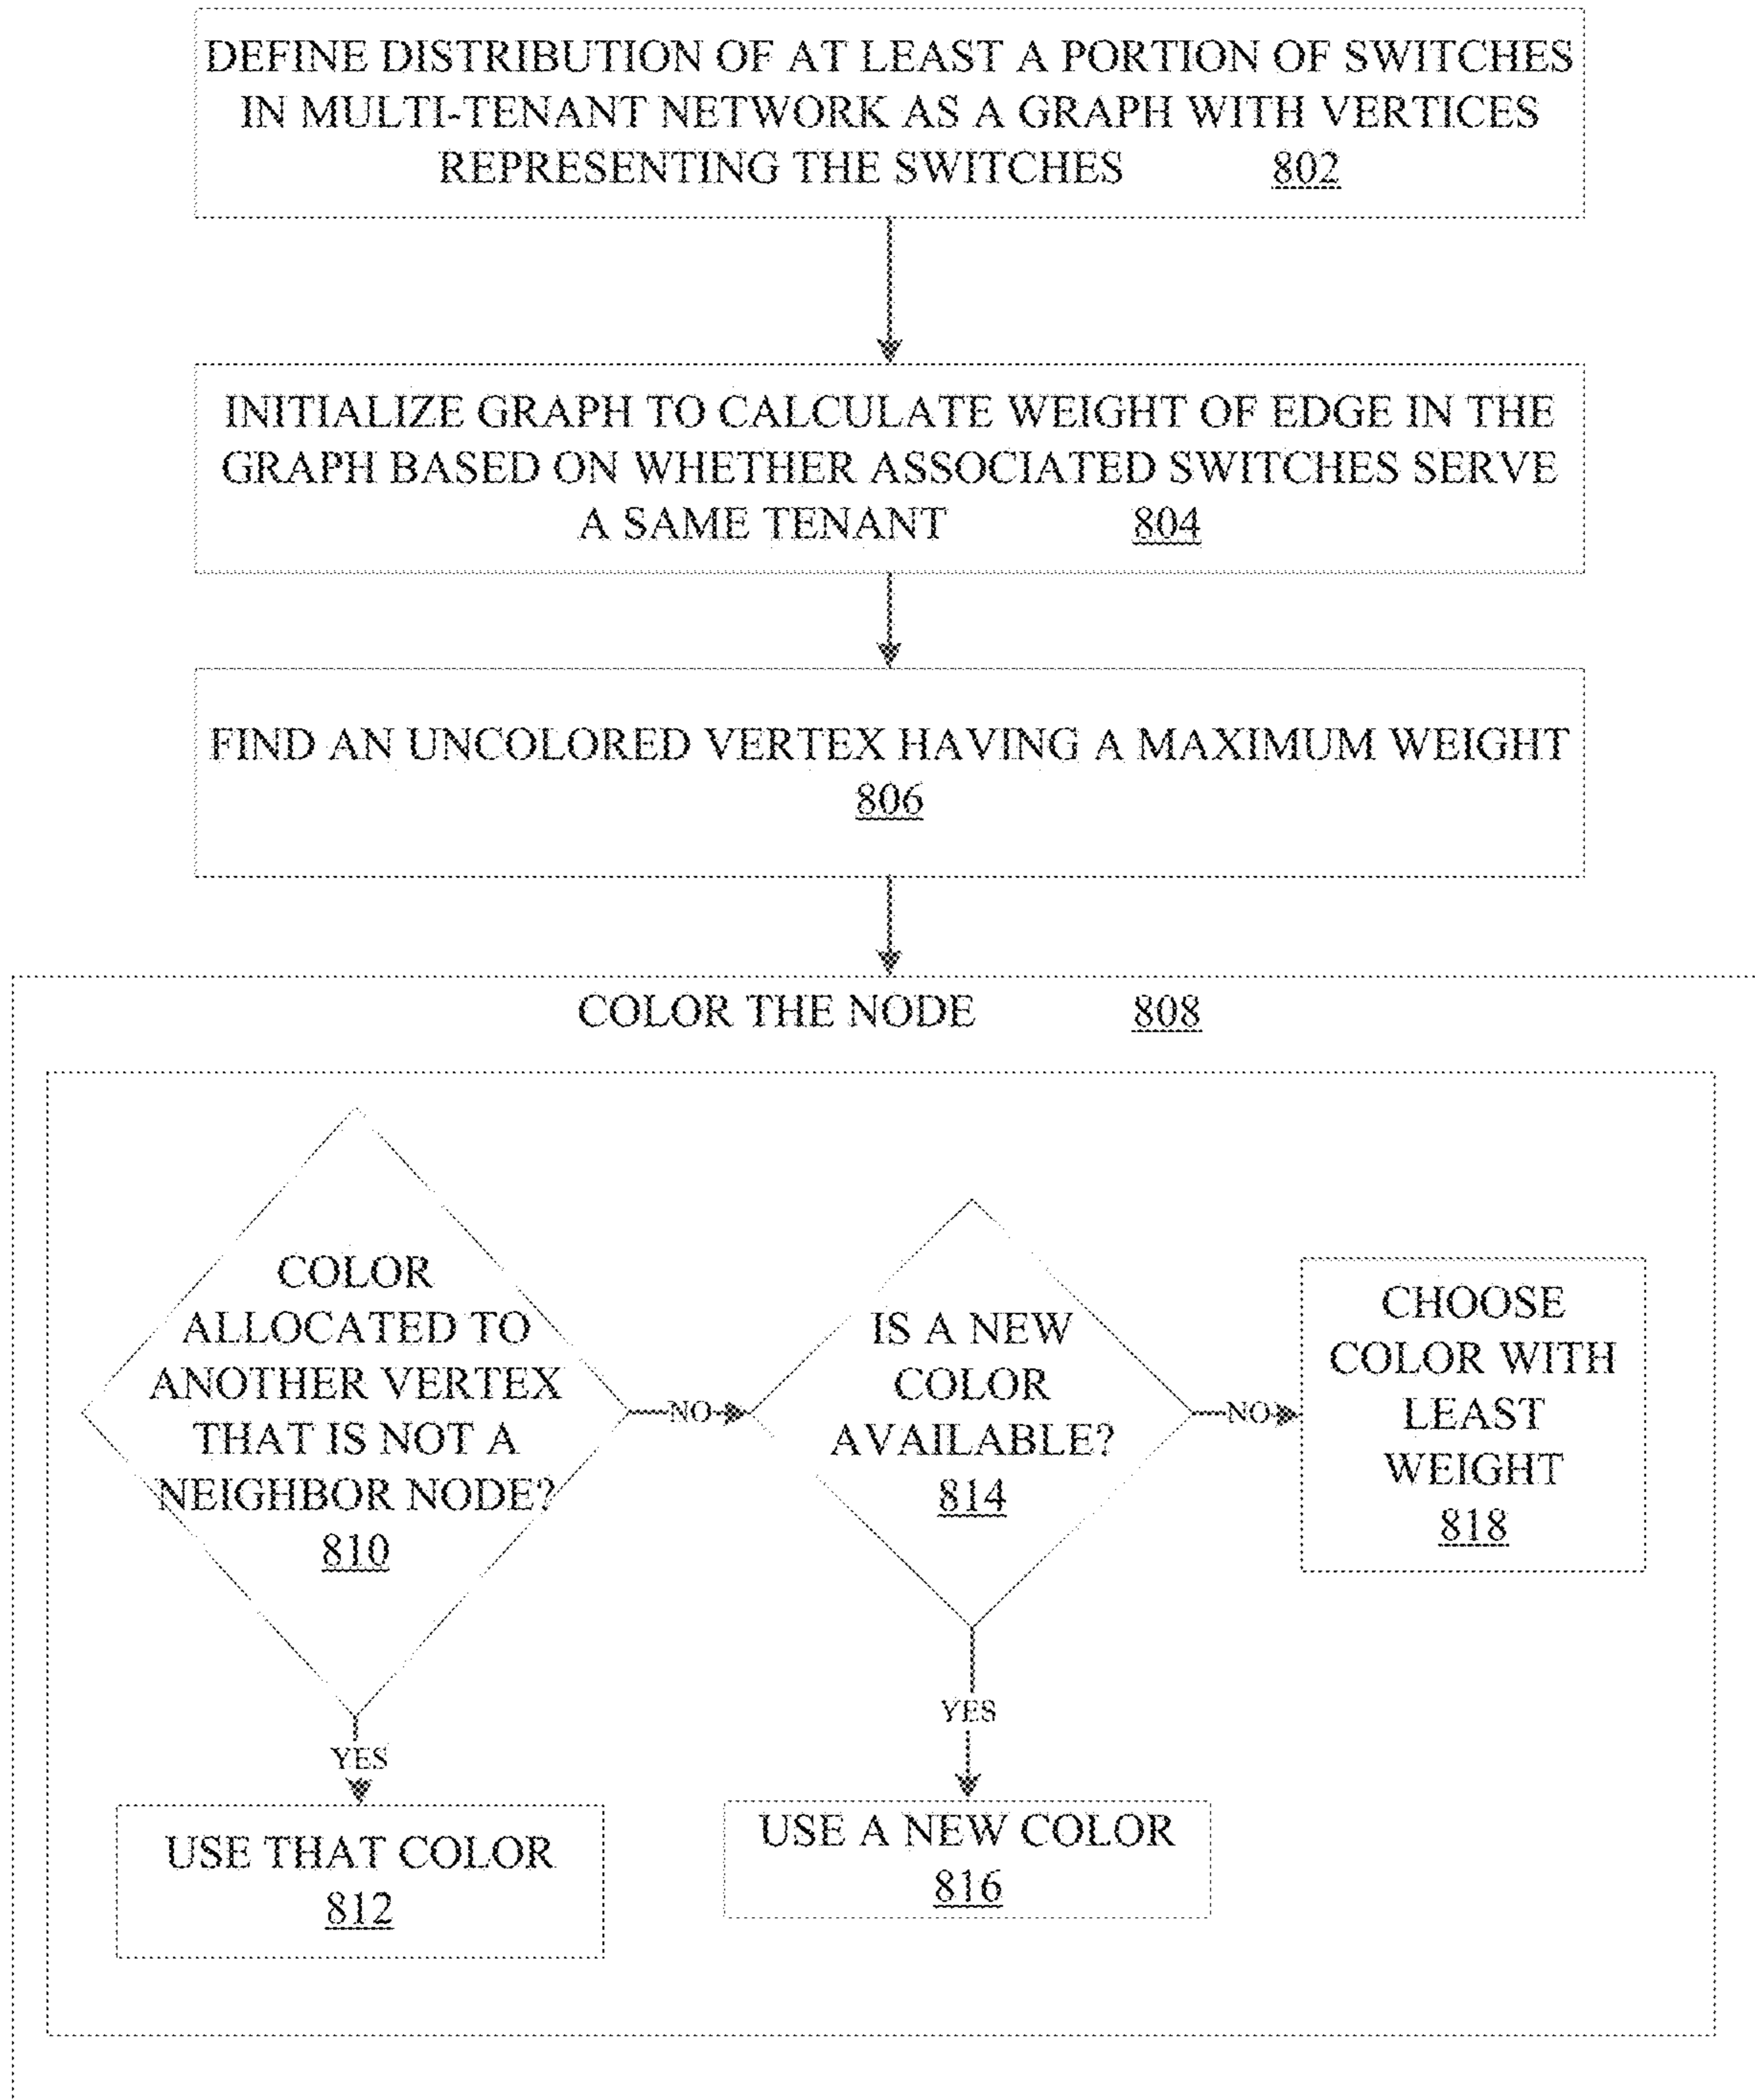 DEFINE DISTRIBUTION OF AT LEAST A PORTION OF SWITCHES
IN MULTI-TENANT NETWORK AS A GRAPH WITH VERTICES
REPRESENTING THE SWITCHES 802
INITIALIZE GRAPH TO CALCULATE WEIGHT OF EDGE IN THE
GRAPH BASED ON WHETHER ASSOCIATED SWITCHES SERVE
A SAME TENANT 804
FIND AN UNCOLORED VERTEX HAVING A MAXIMUM WEIGHT
806
COLOR THE NODE 808
COLOR
ALLOCATED TO
ANOTHER VERTEX
THAT IS NOT A
NEIGHBOR NODE?
810
NO
IS A NEW
COLOR
AVAILABLE?
814
NO
CHOOSE
COLOR WITH
LEAST
WEIGHT
818
YES
USE THAT COLOR
812
YES
USE A NEW COLOR
816